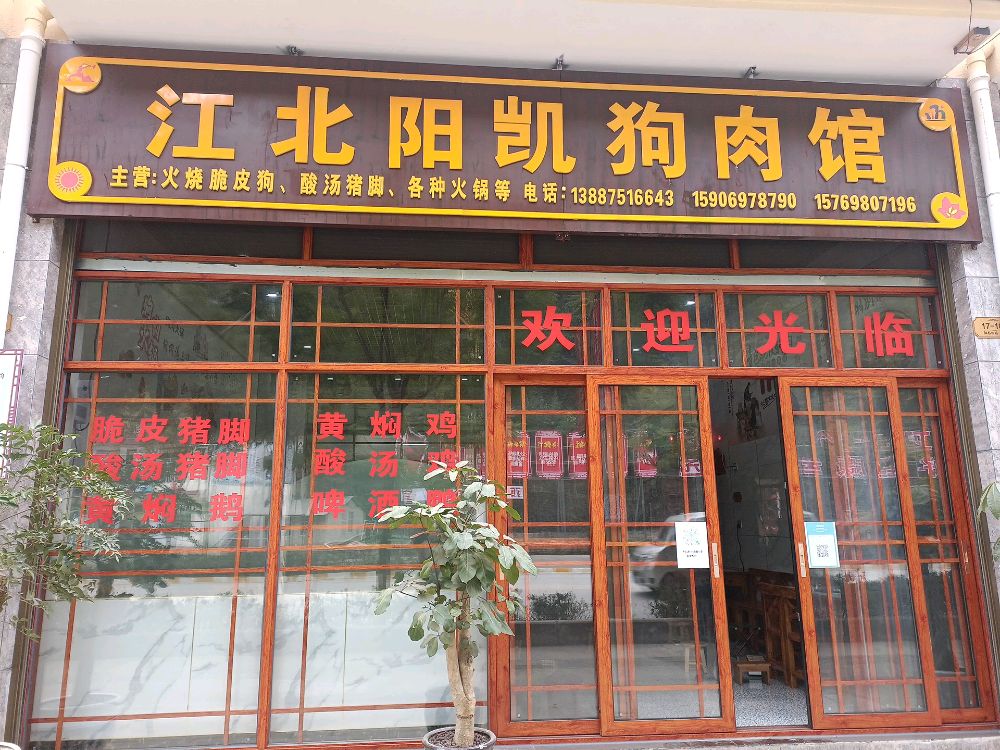 江北阳凯狗肉馆
主营:火烧脆皮狗、酸汤猪脚、各种火锅等 电话:13887516643 15906978790 15769807196
欢迎光临
脆皮猪脚 黄焖鸡
酸汤猪脚 酸汤鸡
黄焖鹅 啤酒鸭